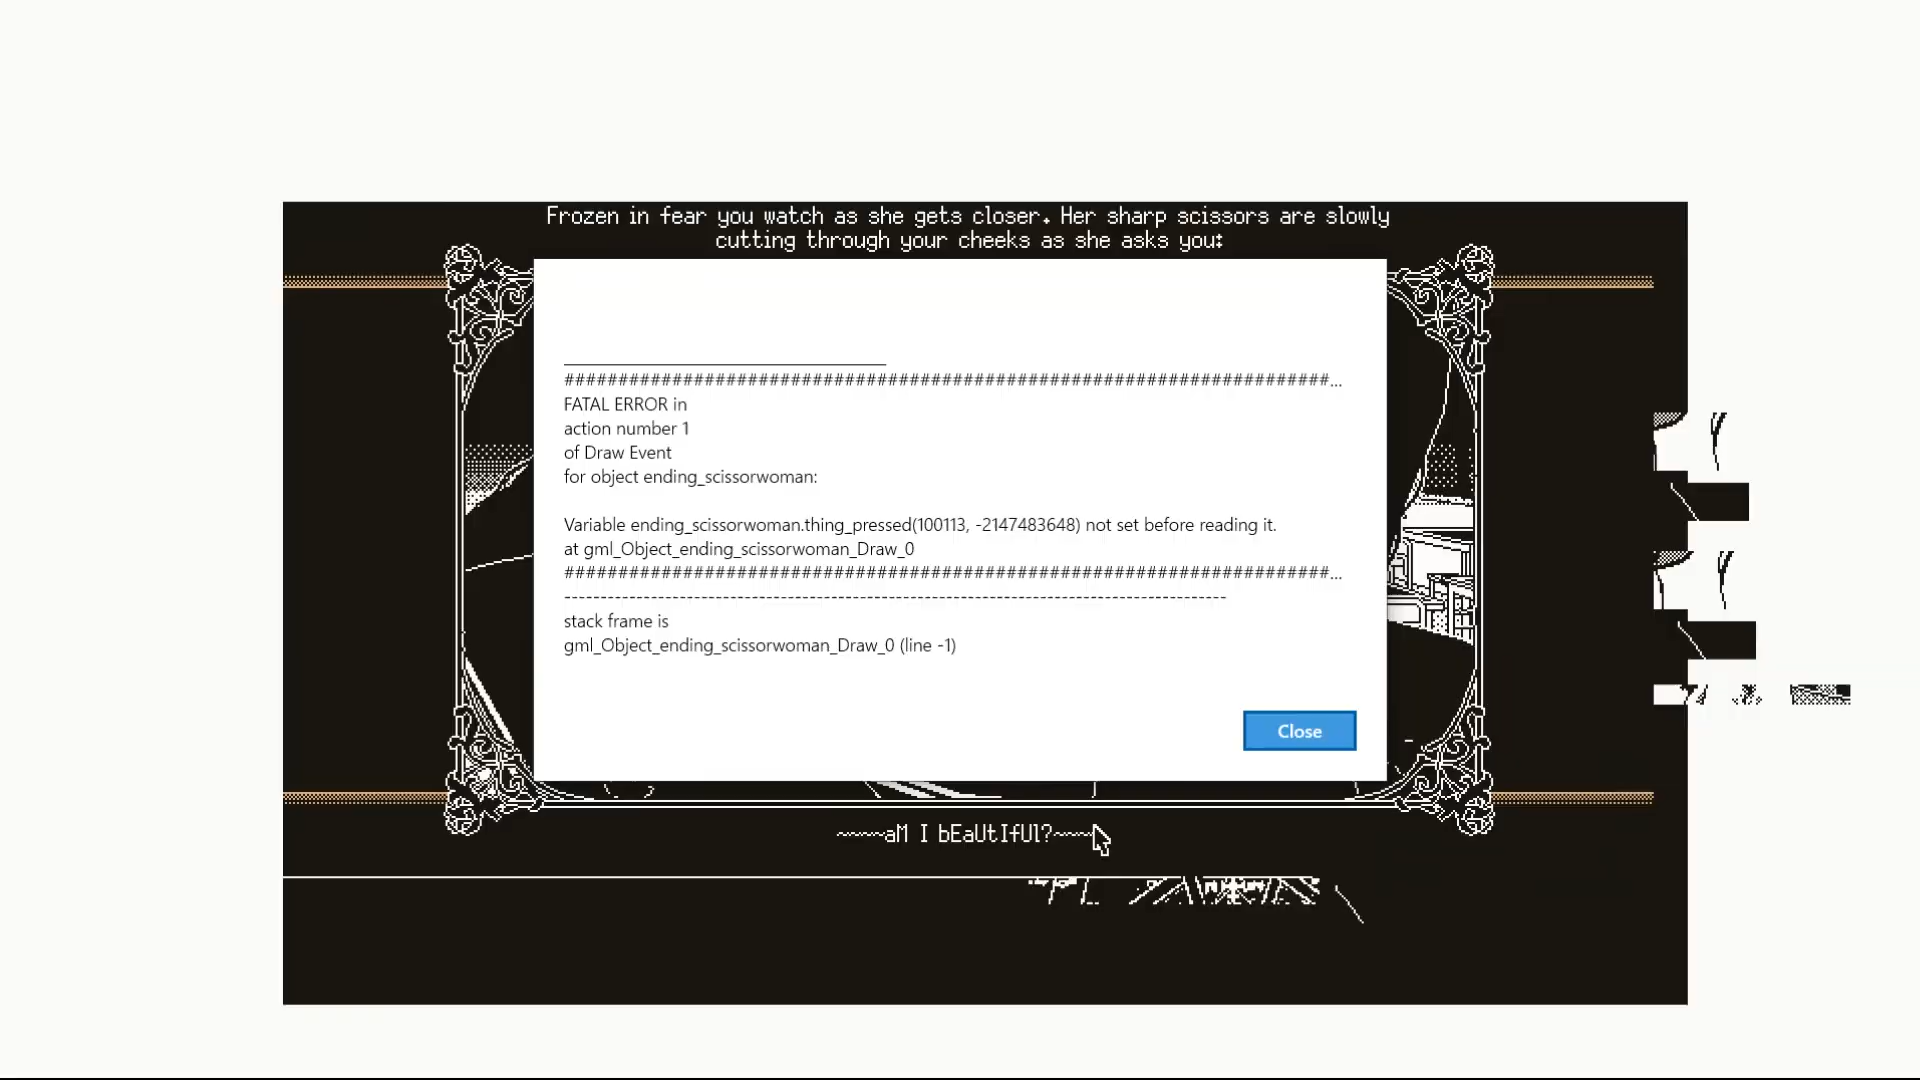 Frozen in fear you watch as she gets closer. Her sharp scissors are slowly
cutting through your cheeks as she asks you:
___________________________________
######################################################################...
FATAL ERROR in
action number 1
of Draw Event
for object ending_scissorwoman:
Variable ending_scissorwoman.thing_pressed(100113, -2147483648) not set before reading it.
at gml_Object_ending_scissorwoman_Draw_0
######################################################################...
--------------------------------------------------------------------------------------------
stack frame is
gml_Object_ending_scissorwoman_Draw_0 (line -1)
Close
~~~~~aM I bEaUtIfUl?~~~~~